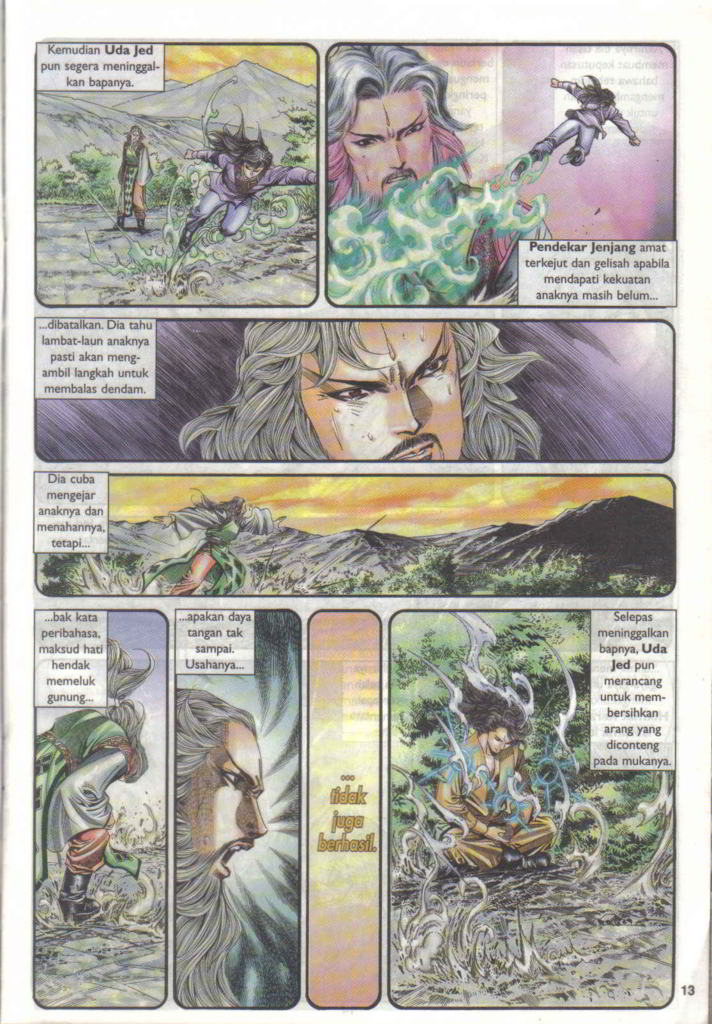 Kemudian Uda Jed
pun segera meninggal-
kan bapanya.
Pendekar Jenjang amat
terkejut dan gelisah apabila
mendapati kekuatan
anaknya masih belum...
...dibatalkan. Dia tahu
lambat-laun anaknya
pasti akan meng-
ambil langkah untuk
membalas dendam.
Dia cuba
mengejar
anaknya dan
menahannya,
tetapi...
...bak kata
peribahasa,
maksud hati
hendak
memeluk
gunung...
...apakan daya
tangan tak
sampai.
Usahanya...
...
tidak
juga
berhasil.
Selepas
meninggalkan
bapnya, Uda
Jed pun
merancang
untuk mem-
bersihkan
arang yang
diconteng
pada mukanya.
13